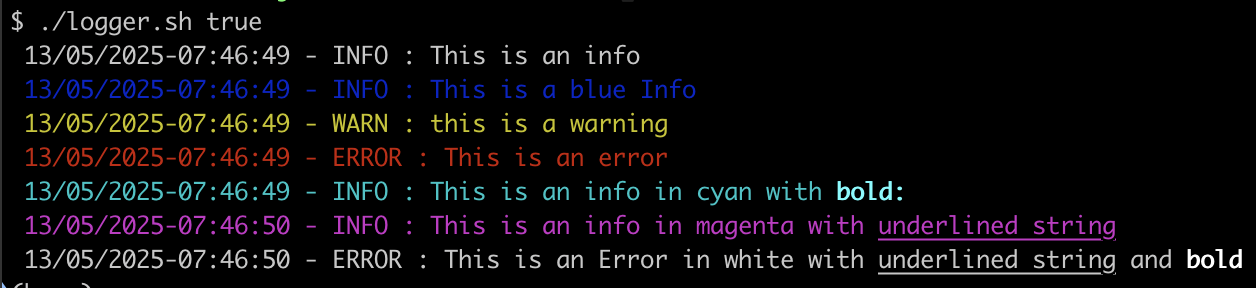 $ ./logger.sh true
13/05/2025-07:46:49 - INFO : This is an info
13/05/2025-07:46:49 - INFO : This is a blue Info
13/05/2025-07:46:49 - WARN : this is a warning
13/05/2025-07:46:49 - ERROR : This is an error
13/05/2025-07:46:49 - INFO : This is an info in cyan with bold:
13/05/2025-07:46:50 - INFO : This is an info in magenta with underlined string
13/05/2025-07:46:50 - ERROR : This is an Error in white with underlined string and bold